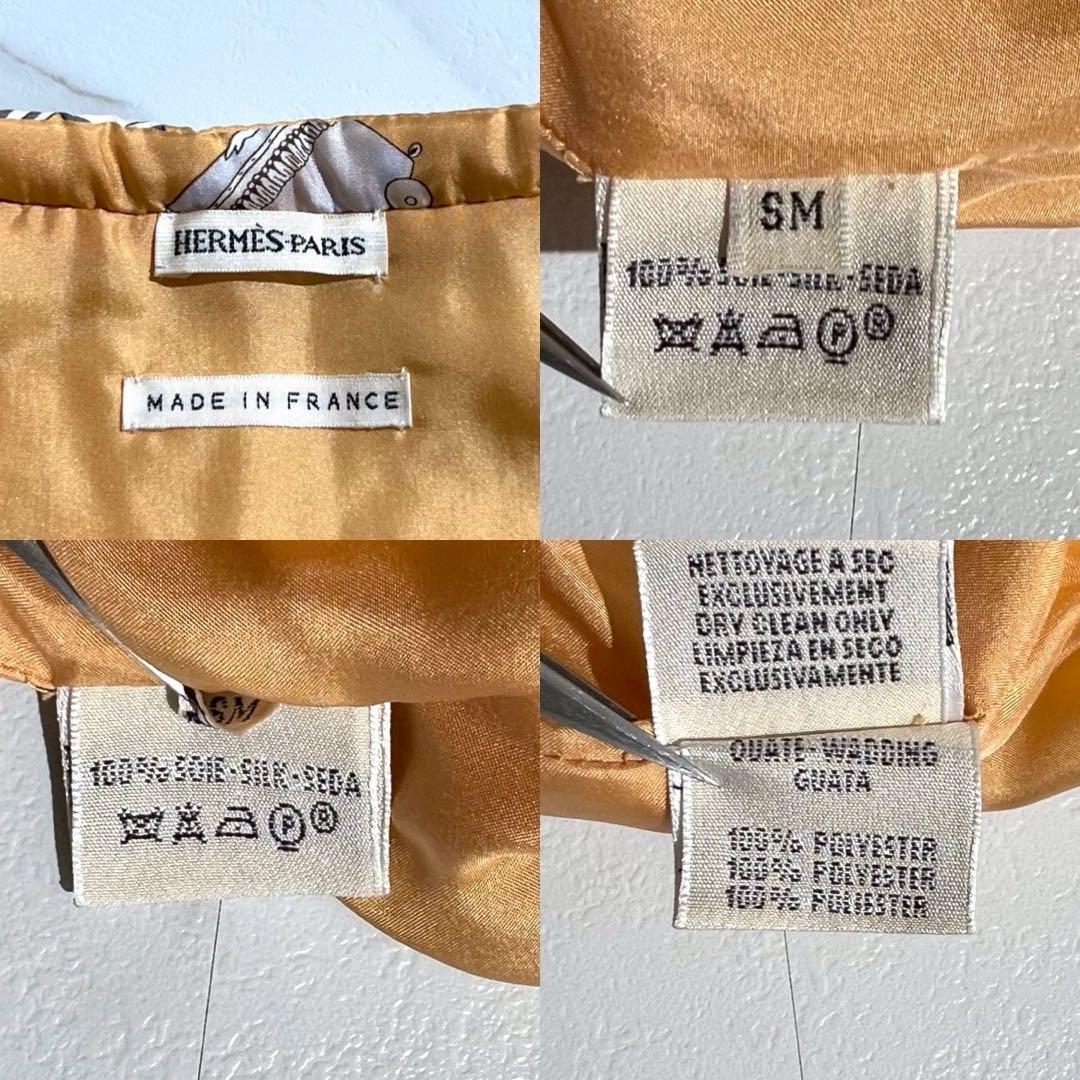 HERMÈS-PARIS
MADE IN FRANCE
SM
100% SOIE-SILK-SEDA
P
R
SM
100% SOIE-SILK-SEDA
P
R
NETTOYAGE A SEC
EXCLUSIVEMENT
DRY CLEAN ONLY
LIMPIEZA EN SECO
EXCLUSIVAMENTE
OUATE-WADDING
GUATA
100% POLYESTER
100% POLYESTER
100% POLIESTER